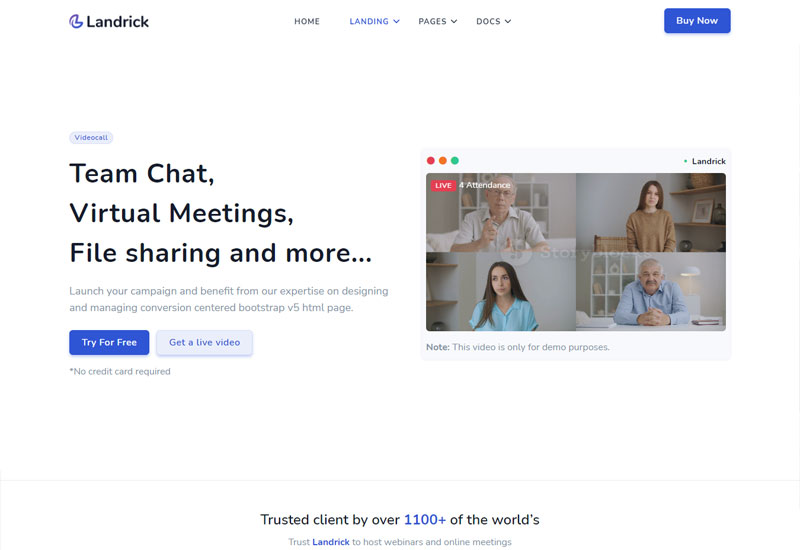 Landrick
HOME
LANDING
PAGES
DOCS
Buy Now
Videocall
Team Chat,
Virtual Meetings,
File sharing and more...
Launch your campaign and benefit from our expertise on designing
and managing conversion centered bootstrap v5 html page.
Try For Free
Get a live video
*No credit card required
Landrick
LIVE 4 Attendance
Note: This video is only for demo purposes.
Trusted client by over 1100+ of the world's
Trust Landrick to host webinars and online meetings